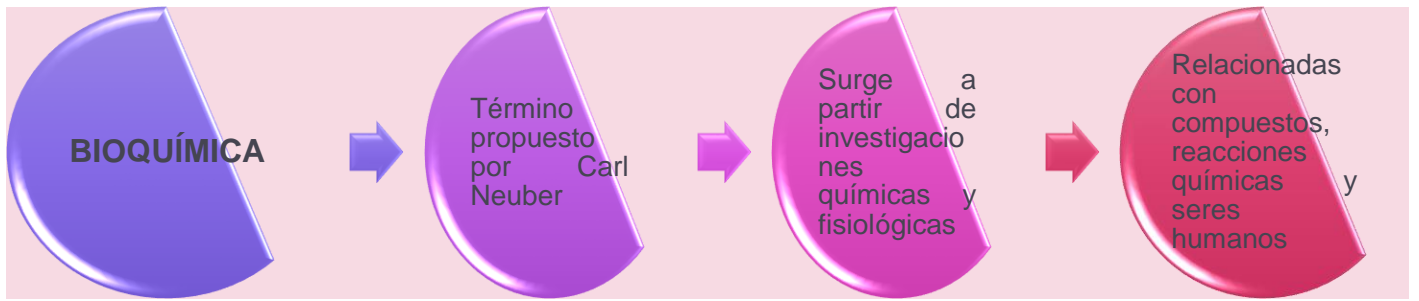 BIOQUÍMICA
Término
propuesto
por Carl
Neuber
Surge a
partir de
investigacio
nes
químicas y
fisiológicas
Relacionadas
con
compuestos,
reacciones
químicas y
seres
humanos